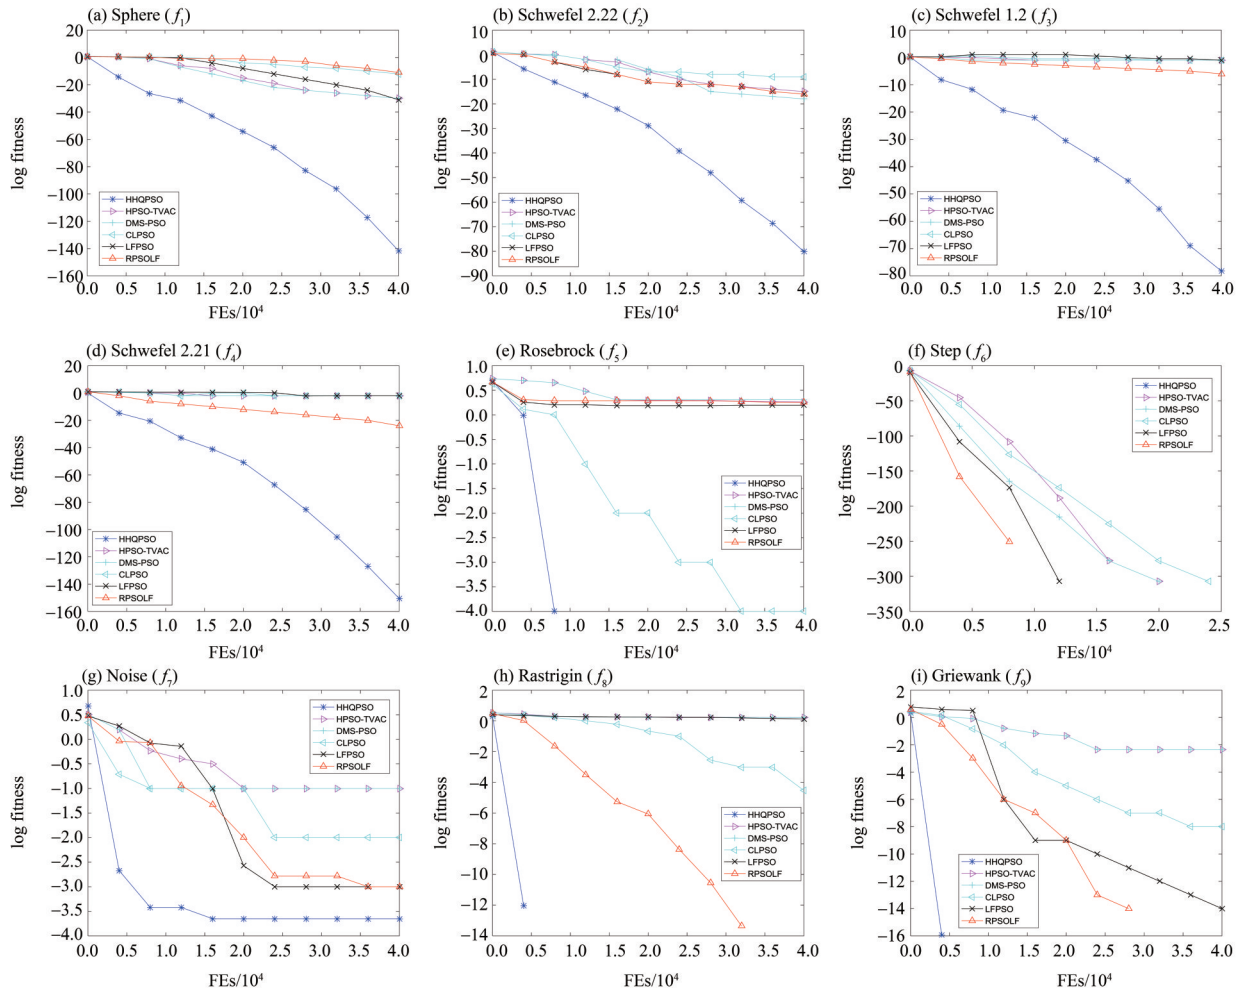 (a) Sphere (f1)
20
0
−20
−40
−60
−80
−100
−120
−140
−160
log fitness
HHQPSO
HPSO-TVAC
DMS-PSO
CLPSO
LFPSO
RPSOLF
0.0 0.5 1.0 1.5 2.0 2.5 3.0 3.5 4.0
FEs/10^4
(b) Schwefel 2.22 (f2)
10
0
−10
−20
−30
−40
−50
−60
−70
−80
−90
log fitness
HHQPSO
HPSO-TVAC
DMS-PSO
CLPSO
LFPSO
RPSOLF
0.0 0.5 1.0 1.5 2.0 2.5 3.0 3.5 4.0
FEs/10^4
(c) Schwefel 1.2 (f3)
10
0
−10
−20
−30
−40
−50
−60
−70
−80
log fitness
HHQPSO
HPSO-TVAC
DMS-PSO
CLPSO
LFPSO
RPSOLF
0.0 0.5 1.0 1.5 2.0 2.5 3.0 3.5 4.0
FEs/10^4
(d) Schwefel 2.21 (f4)
20
0
−20
−40
−60
−80
−100
−120
−140
−160
log fitness
HHQPSO
HPSO-TVAC
DMS-PSO
CLPSO
LFPSO
RPSOLF
0.0 0.5 1.0 1.5 2.0 2.5 3.0 3.5 4.0
FEs/10^4
(e) Rosebrock (f5)
1.0
0.5
0.0
−0.5
−1.0
−1.5
−2.0
−2.5
−3.0
−3.5
−4.0
log fitness
HHQPSO
HPSO-TVAC
DMS-PSO
CLPSO
LFPSO
RPSOLF
0.0 0.5 1.0 1.5 2.0 2.5 3.0 3.5 4.0
FEs/10^4
(f) Step (f6)
0
−50
−100
−150
−200
−250
−300
−350
log fitness
HHQPSO
HPSO-TVAC
DMS-PSO
CLPSO
LFPSO
RPSOLF
0.0 0.5 1.0 1.5 2.0 2.5
FEs/10^4
(g) Noise (f7)
1.0
0.5
0.0
−0.5
−1.0
−1.5
−2.0
−2.5
−3.0
−3.5
−4.0
log fitness
HHQPSO
HPSO-TVAC
DMS-PSO
CLPSO
LFPSO
RPSOLF
0.0 0.5 1.0 1.5 2.0 2.5 3.0 3.5 4.0
FEs/10^4
(h) Rastrigin (f8)
2
0
−2
−4
−6
−8
−10
−12
−14
log fitness
HHQPSO
HPSO-TVAC
DMS-PSO
CLPSO
LFPSO
RPSOLF
0.0 0.5 1.0 1.5 2.0 2.5 3.0 3.5 4.0
FEs/10^4
(i) Griewank (f9)
2
0
−2
−4
−6
−8
−10
−12
−14
−16
log fitness
HHQPSO
HPSO-TVAC
DMS-PSO
CLPSO
LFPSO
RPSOLF
0.0 0.5 1.0 1.5 2.0 2.5 3.0 3.5 4.0
FEs/10^4